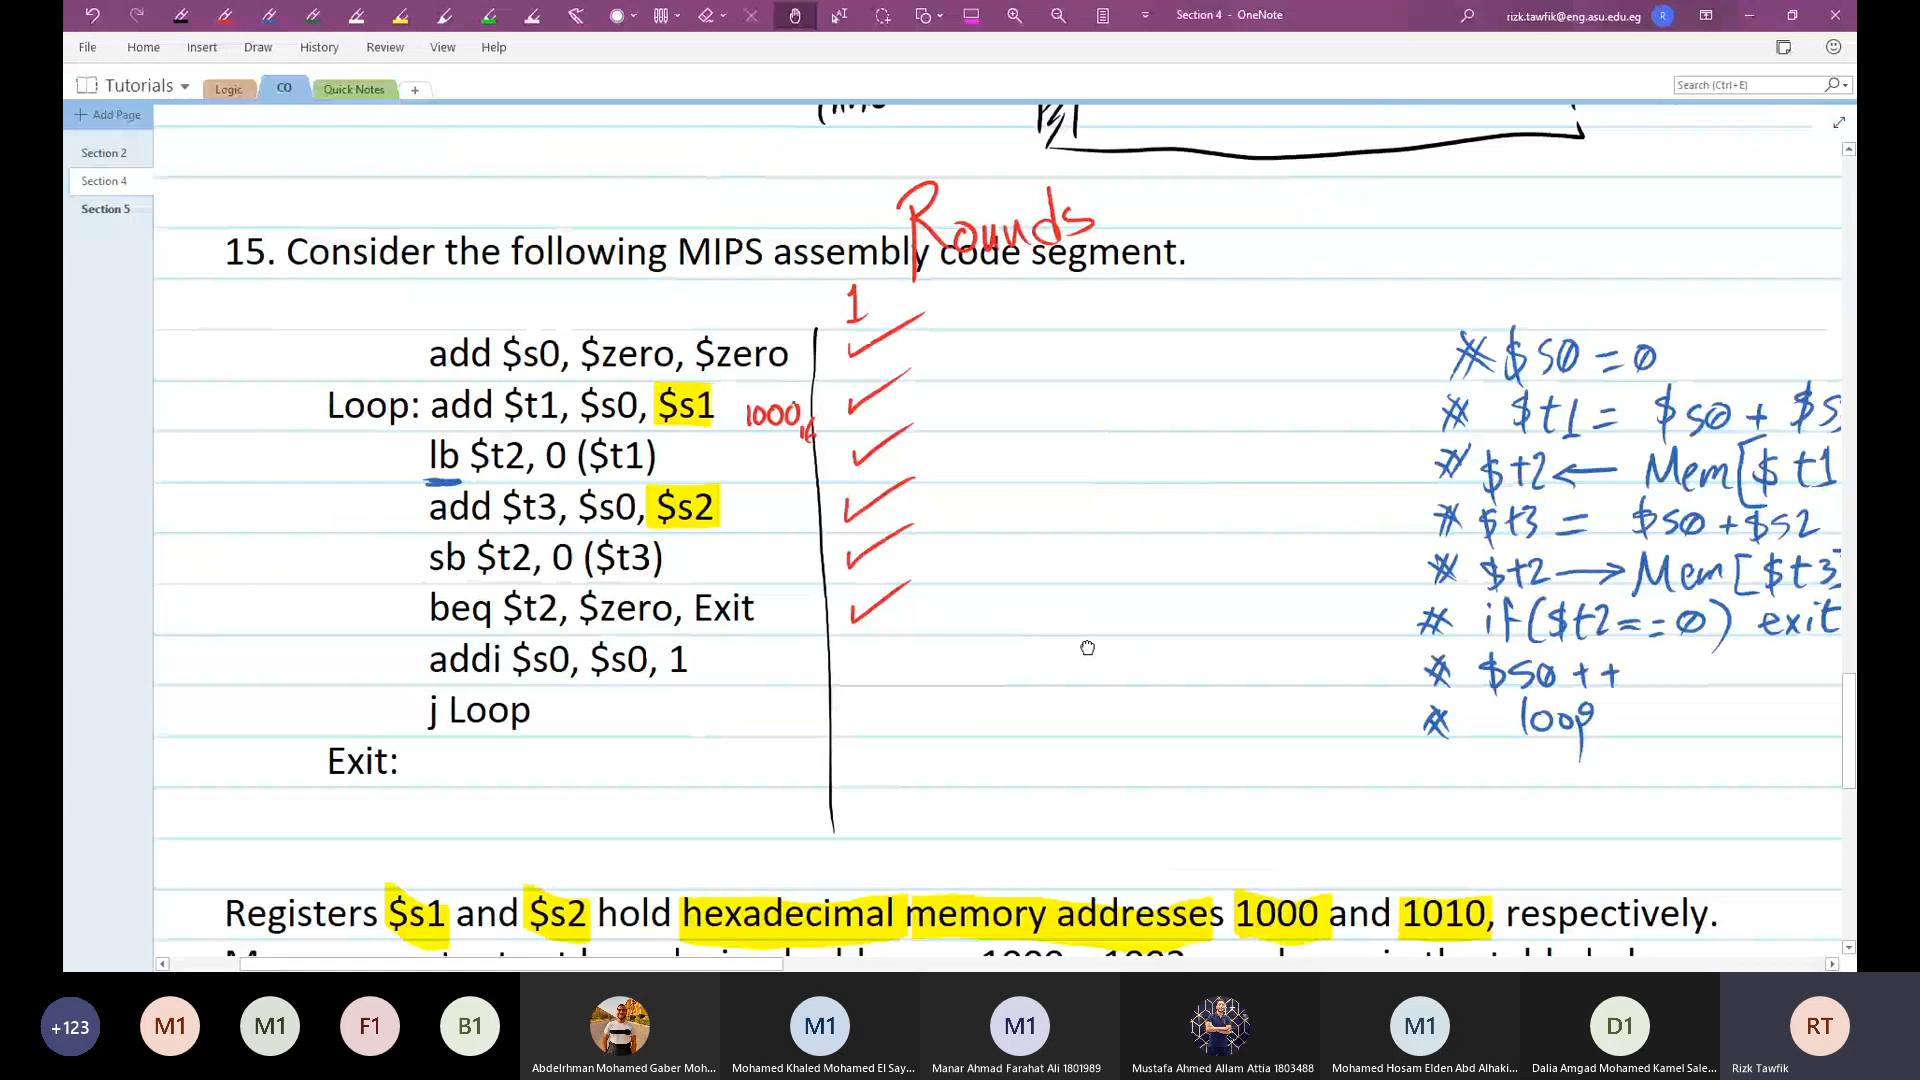 Section 4 - OneNote
rizk.tawfik@eng.asu.edu.eg
R
File Home Insert Draw History Review View Help
Tutorials Logic CO Quick Notes +
Search (Ctrl+E)
Add Page
Section 2
Section 4
Section 5
Rounds
15. Consider the following MIPS assembly code segment.
1
add $s0, $zero, $zero
Loop: add $t1, $s0, $s1
1000₁₆
lb $t2, 0 ($t1)
add $t3, $s0, $s2
sb $t2, 0 ($t3)
beq $t2, $zero, Exit
addi $s0, $s0, 1
j Loop
Exit:
# $s0 = 0
# $t1 = $s0 + $s
# $t2 ← Mem[$t1
# $t3 = $s0 + $s2
# $t2 → Mem[$t3]
# if($t2==0) exit
# $s0++
# loop
Registers $s1 and $s2 hold hexadecimal memory addresses 1000 and 1010, respectively.
+123 M1 M1 F1 B1 M1 M1 M1 D1 RT
Abdelrhman Mohamed Gaber Moh...
Mohamed Khaled Mohamed El Say...
Manar Ahmad Farahat Ali 1801989
Mustafa Ahmed Allam Attia 1803488
Mohamed Hosam Elden Abd Alhaki...
Dalia Amgad Mohamed Kamel Sale...
Rizk Tawfik